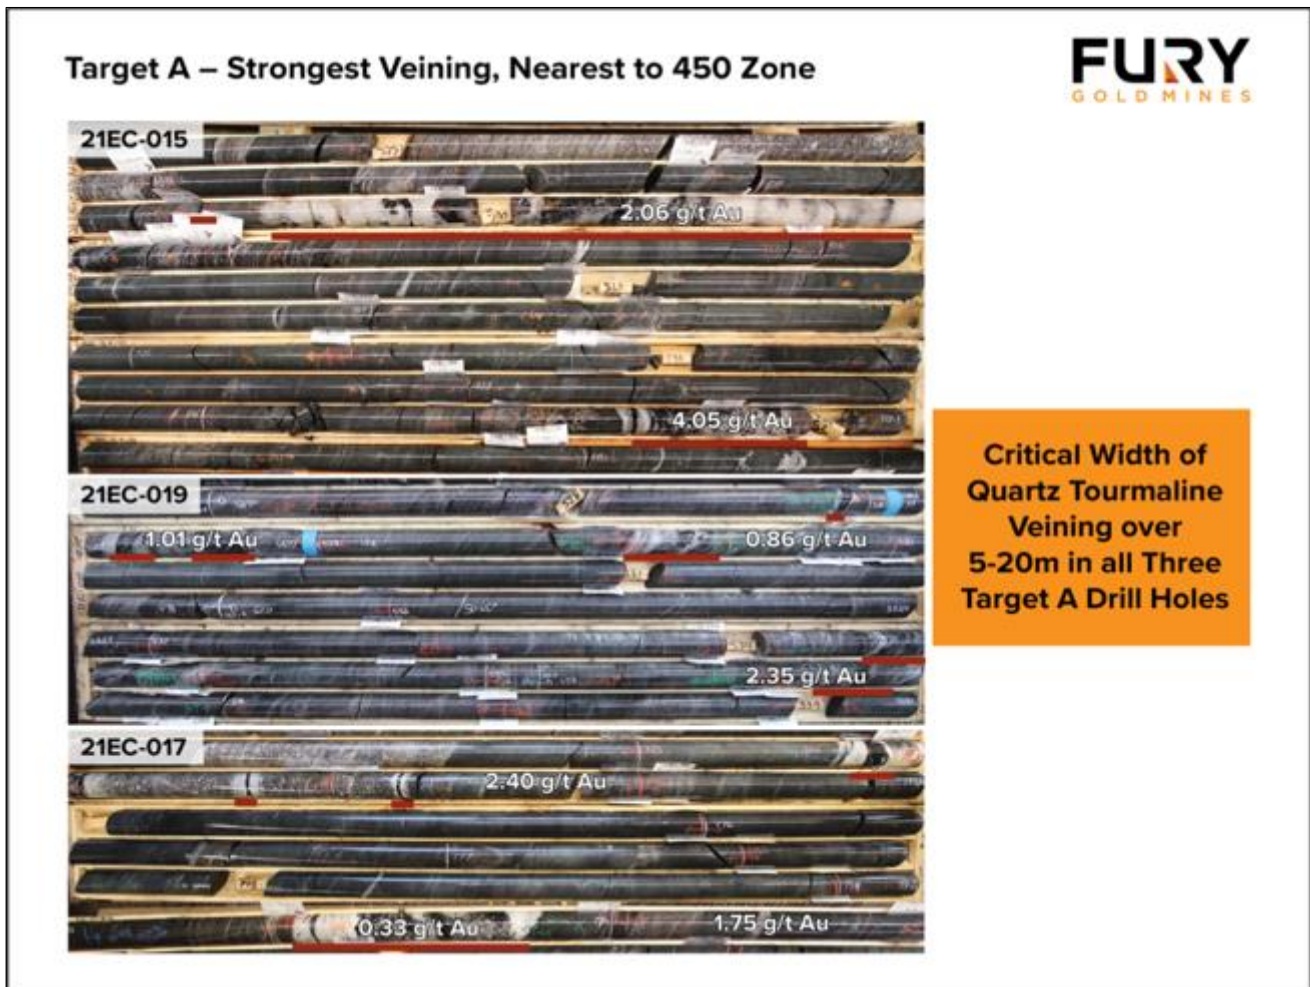 Target A – Strongest Veining, Nearest to 450 Zone
FURY
GOLD MINES
21EC-015
2.06 g/t Au
4.05 g/t Au
21EC-019
1.01 g/t Au
0.86 g/t Au
2.35 g/t Au
21EC-017
2.40 g/t Au
0.33 g/t Au
1.75 g/t Au
Critical Width of
Quartz Tourmaline
Veining over
5-20m in all Three
Target A Drill Holes